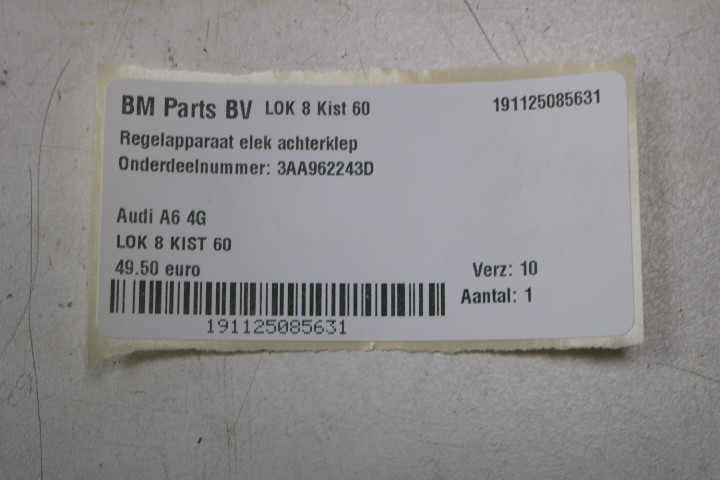 BM Parts BV LOK 8 Kist 60 191125085631
Regelapparaat elek achterklep
Onderdeelnummer: 3AA962243D
Audi A6 4G
LOK 8 KIST 60
49.50 euro Verz: 10
Aantal: 1
191125085631